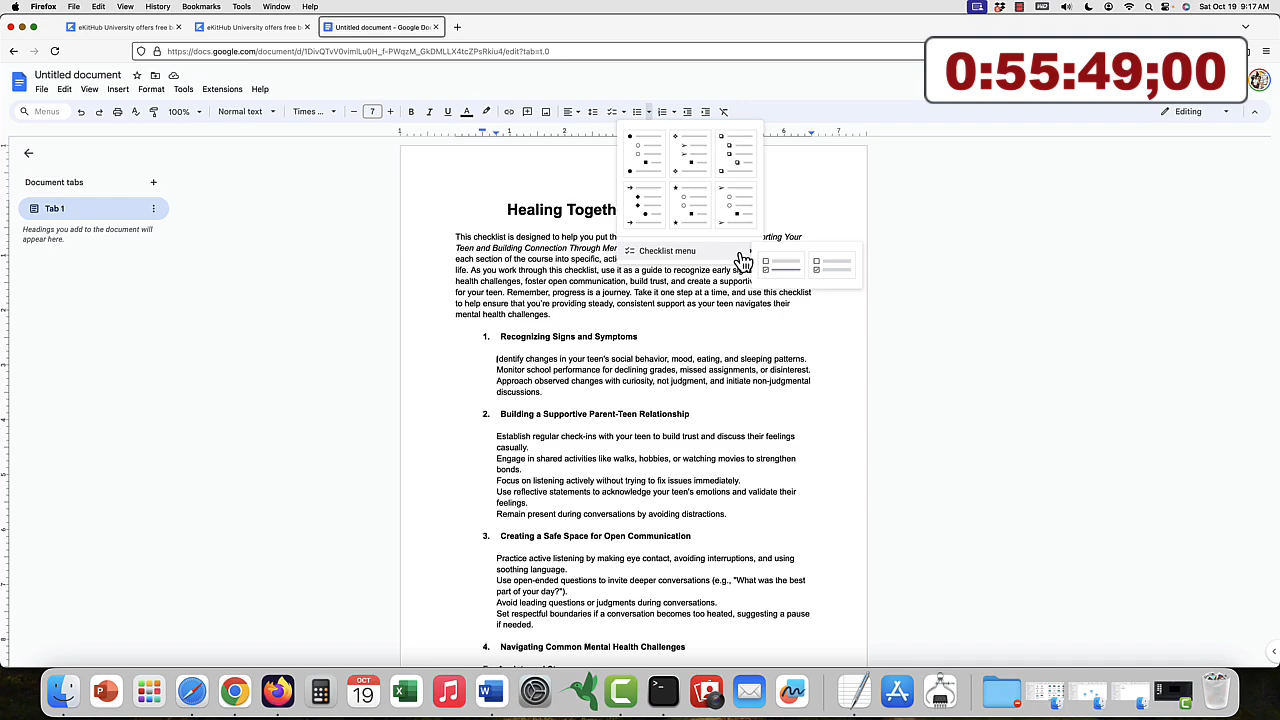 Firefox File Edit View History Bookmarks Tools Window Help
Sat Oct 19 9:17 AM
eKitHub University offers free b
eKitHub University offers free b
Untitled document - Google Doc
https://docs.google.com/document/d/1DivQTvV0vimlLu0H_f-PWqzM_GkDMLLX4tcZPsRkiu4/edit?tab=t.0
0:55:49;00
Untitled document
File Edit View Insert Format Tools Extensions Help
Menus 100% Normal text Times ... 7 B I U A Editing
1 1 2 6 7
Document tabs
Tab 1
Headings you add to the document will
appear here.
Checklist menu
Healing Togeth
This checklist is designed to help you put th
orting Your
Teen and Building Connection Through Me
each section of the course into specific, acti
life. As you work through this checklist, use it as a guide to recognize early si
health challenges, foster open communication, build trust, and create a supporti
for your teen. Remember, progress is a journey. Take it one step at a time, and use this checklist
to help ensure that you're providing steady, consistent support as your teen navigates their
mental health challenges.
1. Recognizing Signs and Symptoms
Identify changes in your teen's social behavior, mood, eating, and sleeping patterns.
Monitor school performance for declining grades, missed assignments, or disinterest.
Approach observed changes with curiosity, not judgment, and initiate non-judgmental
discussions.
2. Building a Supportive Parent-Teen Relationship
Establish regular check-ins with your teen to build trust and discuss their feelings
casually.
Engage in shared activities like walks, hobbies, or watching movies to strengthen
bonds.
Focus on listening actively without trying to fix issues immediately.
Use reflective statements to acknowledge your teen's emotions and validate their
feelings.
Remain present during conversations by avoiding distractions.
3. Creating a Safe Space for Open Communication
Practice active listening by making eye contact, avoiding interruptions, and using
soothing language.
Use open-ended questions to invite deeper conversations (e.g., "What was the best
part of your day?").
Avoid leading questions or judgments during conversations.
Set respectful boundaries if a conversation becomes too heated, suggesting a pause
if needed.
4. Navigating Common Mental Health Challenges
OCT
19